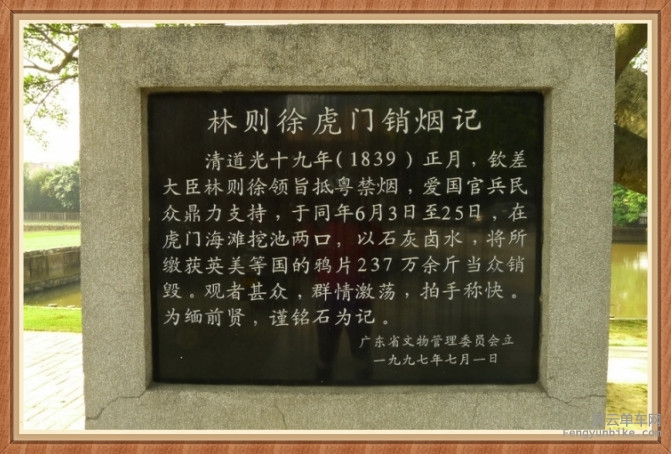 林则徐虎门销烟记
清道光十九年(1839)正月，钦差
大臣林则徐领旨抵粤禁烟，爱国官兵民
众鼎力支持，于同年6月3日至25日，在
虎门海滩挖池两口，以石灰卤水，将所
缴获英美等国的鸦片237万余斤当众销
毁。观者甚众，群情激荡，拍手称快。
为缅前贤，谨铭石为记。
广东省文物管理委员会立
一九九七年七月一日
云单车网
Fengyunbike.com